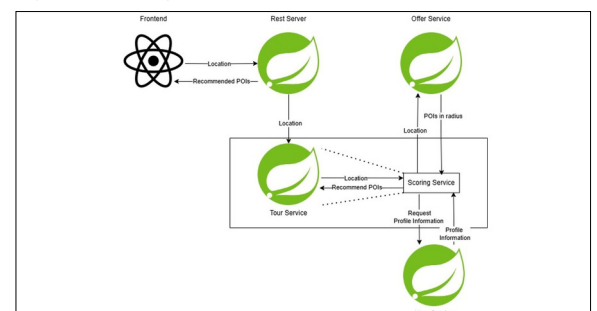 Frontend
Rest Server
Offer Service
Location
Recommended POIs
Location
POIs in radius
Location
Location
Recommend POIs
Scoring Service
Tour Service
Request
Profile Information
Profile
Information